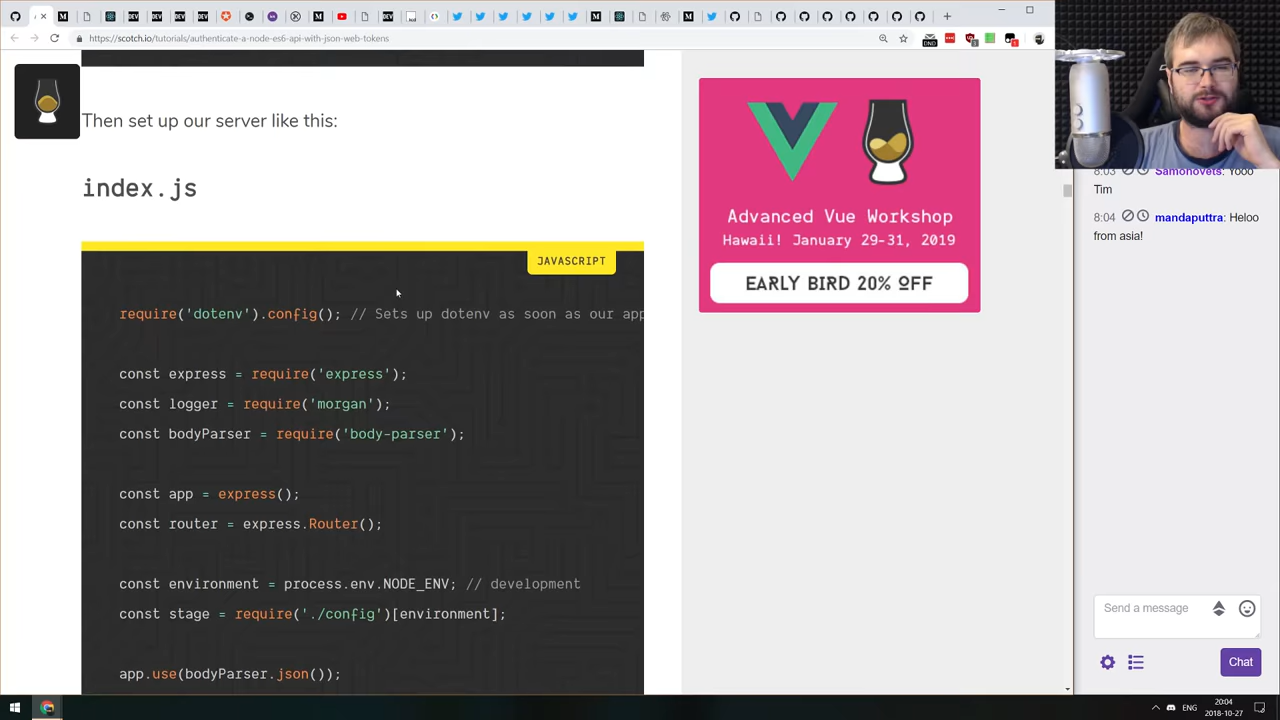 https://scotch.io/tutorials/authenticate-a-node-es6-api-with-json-web-tokens
Then set up our server like this:
index.js
JAVASCRIPT
require('dotenv').config(); // Sets up dotenv as soon as our app
const express = require('express');
const logger = require('morgan');
const bodyParser = require('body-parser');
const app = express();
const router = express.Router();
const environment = process.env.NODE_ENV; // development
const stage = require('./config')[environment];
app.use(bodyParser.json());
Advanced Vue Workshop
Hawaii! January 29-31, 2019
EARLY BIRD 20% OFF
8:03 Samohovets: Yooo
Tim
8:04 mandaputtra: Heloo
from asia!
Send a message
Chat
ENG
20:04
2018-10-27